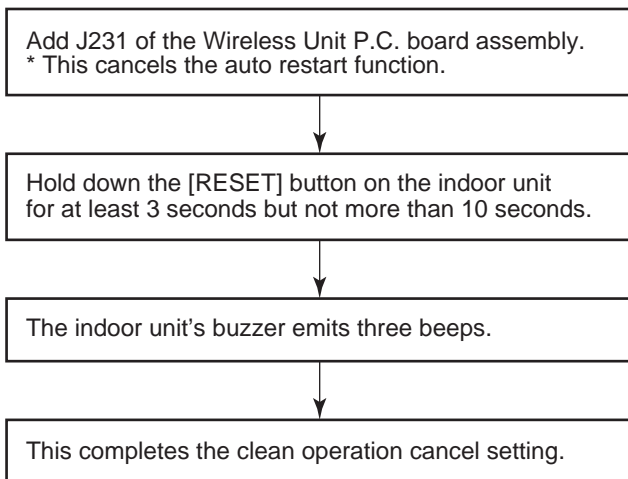 Add J231 of the Wireless Unit P.C. board assembly.
* This cancels the auto restart function.
Hold down the [RESET] button on the indoor unit
for at least 3 seconds but not more than 10 seconds.
The indoor unit's buzzer emits three beeps.
This completes the clean operation cancel setting.